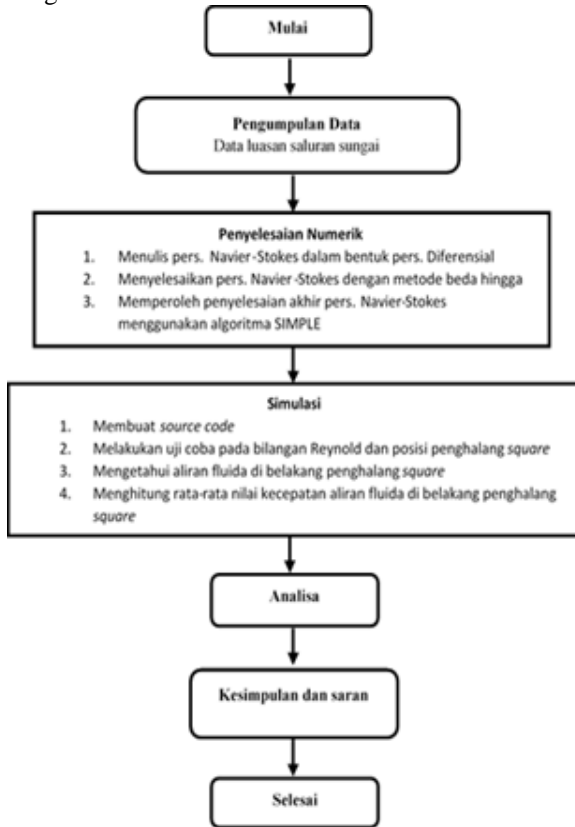 Mulai
Pengumpulan Data
Data luasan saluran sungai
Penyelesaian Numerik
1. Menulis pers. Navier-Stokes dalam bentuk pers. Diferensial
2. Menyelesaikan pers. Navier-Stokes dengan metode beda hingga
3. Memperoleh penyelesaian akhir pers. Navier-Stokes
menggunakan algoritma SIMPLE
Simulasi
1. Membuat source code
2. Melakukan uji coba pada bilangan Reynold dan posisi penghalang square
3. Mengetahui aliran fluida di belakang penghalang square
4. Menghitung rata-rata nilai kecepatan aliran fluida di belakang penghalang
square
Analisa
Kesimpulan dan saran
Selesai